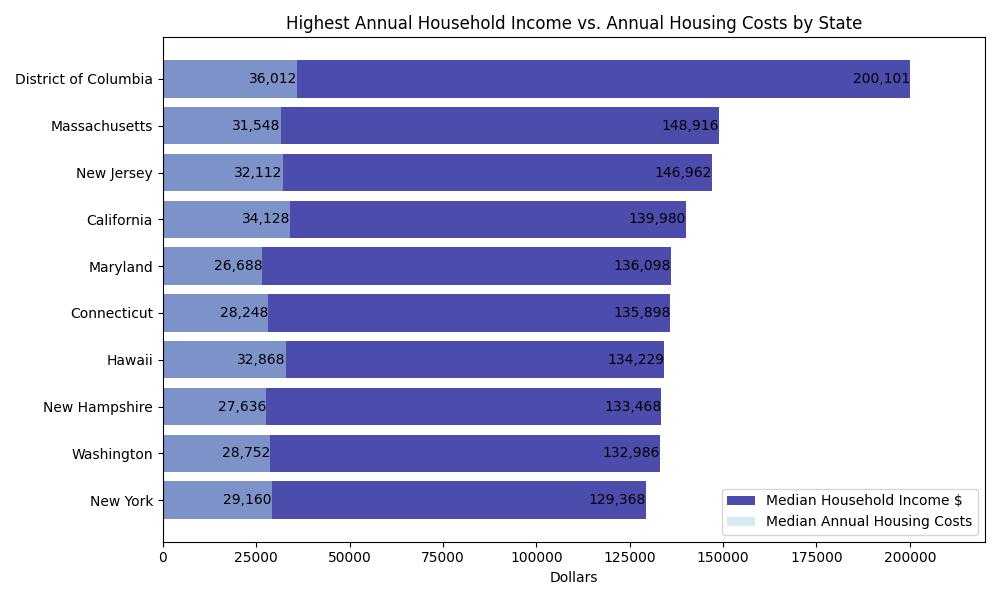 Highest Annual Household Income vs. Annual Housing Costs by State
District of Columbia 36,012 200,101
Massachusetts 31,548 148,916
New Jersey 32,112 146,962
California 34,128 139,980
Maryland 26,688 136,098
Connecticut 28,248 135,898
Hawaii 32,868 134,229
New Hampshire 27,636 133,468
Washington 28,752 132,986
New York 29,160 129,368
Median Household Income $
Median Annual Housing Costs
0 25000 50000 75000 100000 125000 150000 175000 200000
Dollars